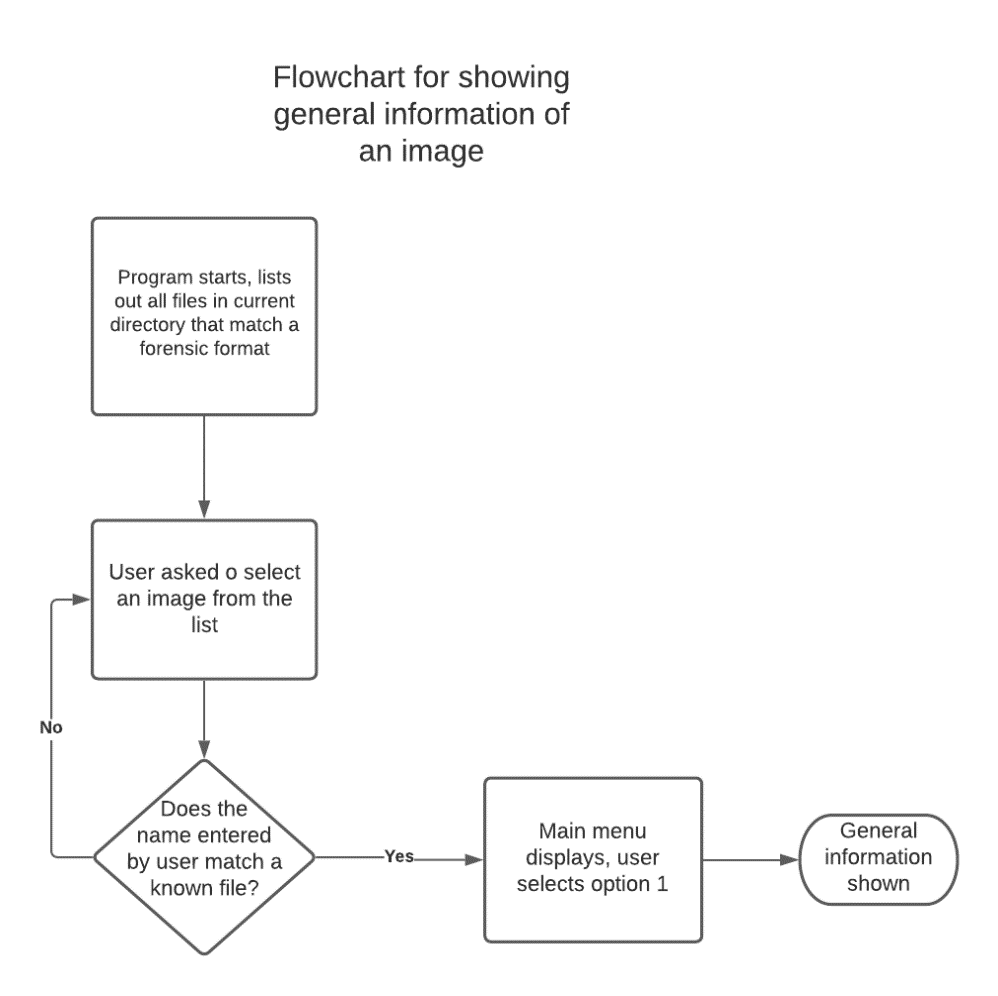 Flowchart for showing
general information of
an image
Program starts, lists
out all files in current
directory that match a
forensic format
User asked o select
an image from the
list
No
Does the
name entered
by user match a
known file?
Yes
Main menu
displays, user
selects option 1
General
information
shown